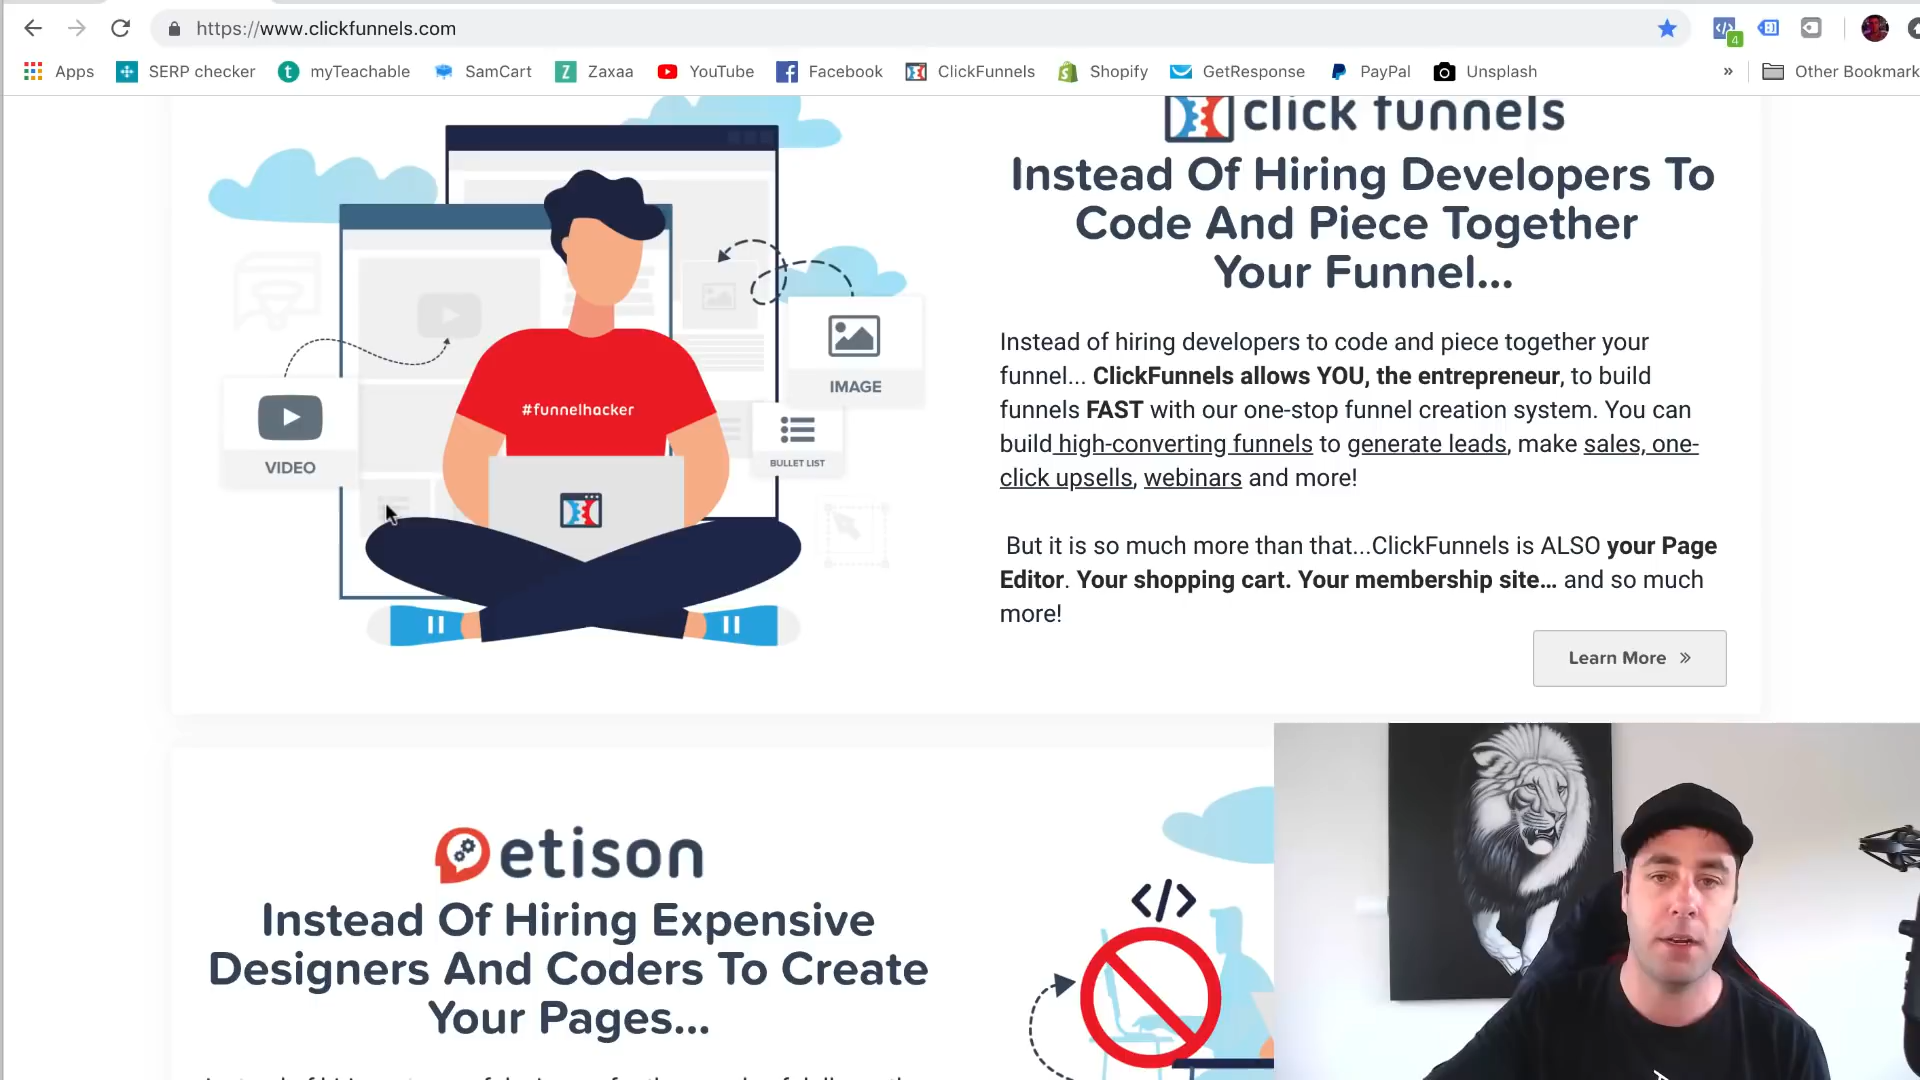 https://www.clickfunnels.com
4
Apps
SERP checker
myTeachable
SamCart
Zaxaa
YouTube
Facebook
ClickFunnels
Shopify
GetResponse
PayPal
Unsplash
»
Other Bookmark
click funnels
Instead Of Hiring Developers To
Code And Piece Together
Your Funnel...
Instead of hiring developers to code and piece together your
funnel... ClickFunnels allows YOU, the entrepreneur, to build
funnels FAST with our one-stop funnel creation system. You can
build high-converting funnels to generate leads, make sales, one-
click upsells, webinars and more!
But it is so much more than that...ClickFunnels is ALSO your Page
Editor. Your shopping cart. Your membership site... and so much
more!
Learn More »
VIDEO
#funnelhacker
IMAGE
BULLET LIST
etison
Instead Of Hiring Expensive
Designers And Coders To Create
Your Pages...
</>